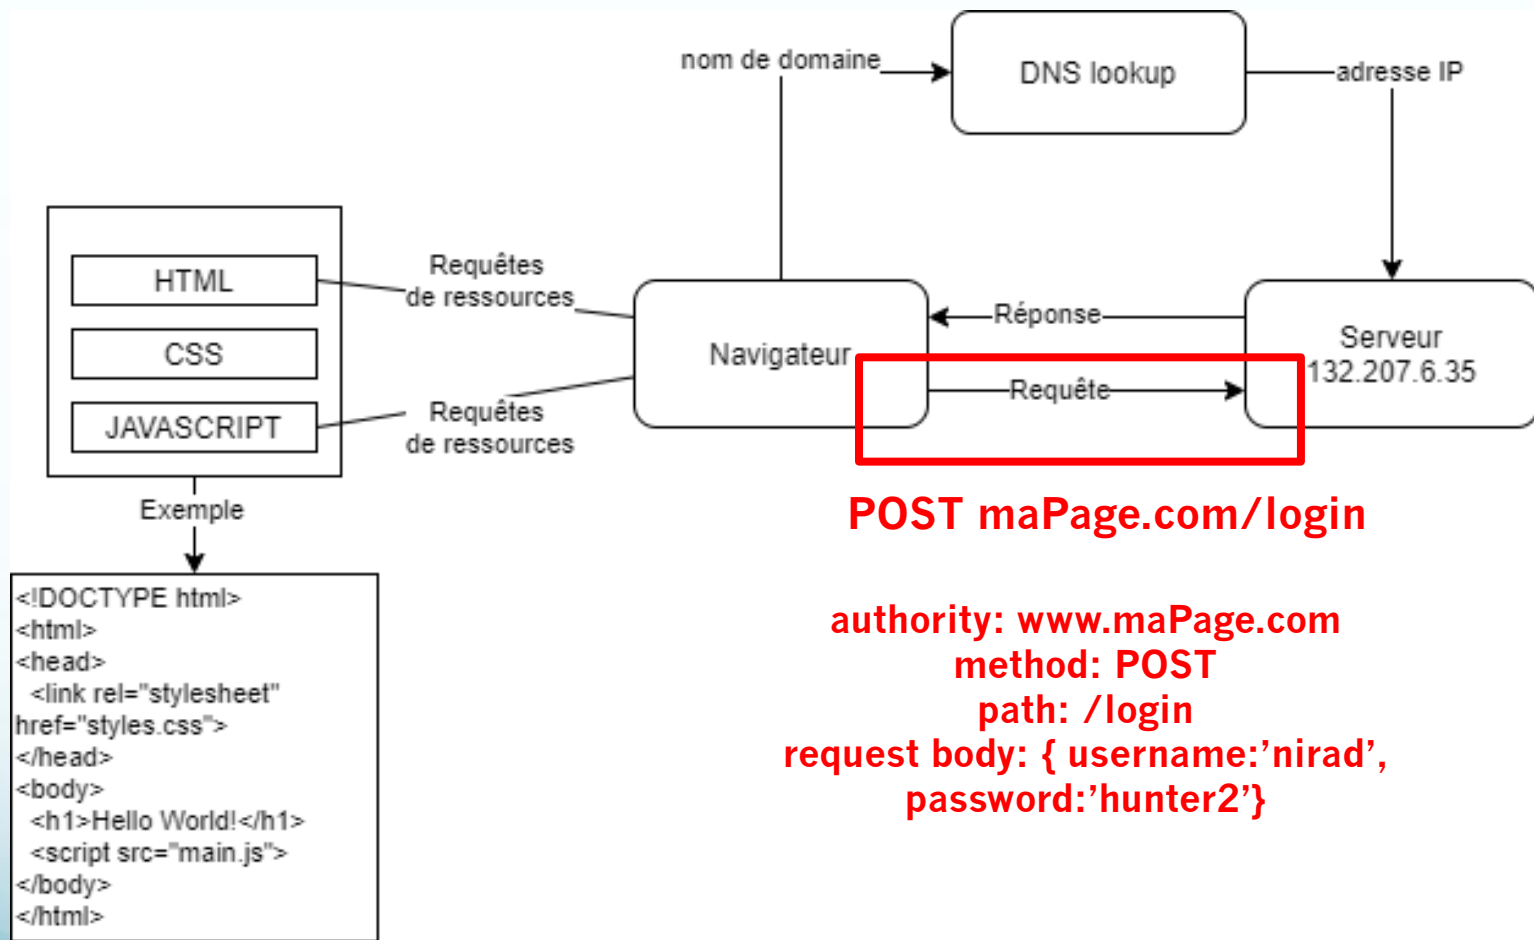 nom de domaine
DNS lookup
adresse IP
HTML
CSS
JAVASCRIPT
Requêtes
de ressources
Requêtes
de ressources
Navigateur
Réponse
Requête
Serveur
132.207.6.35
Exemple
<!DOCTYPE html>
<html>
<head>
<link rel="stylesheet"
href="styles.css">
</head>
<body>
<h1>Hello World!</h1>
<script src="main.js">
</body>
</html>
POST maPage.com/login
authority: www.maPage.com
method: POST
path: /login
request body: { username:’nirad’,
password:’hunter2’}